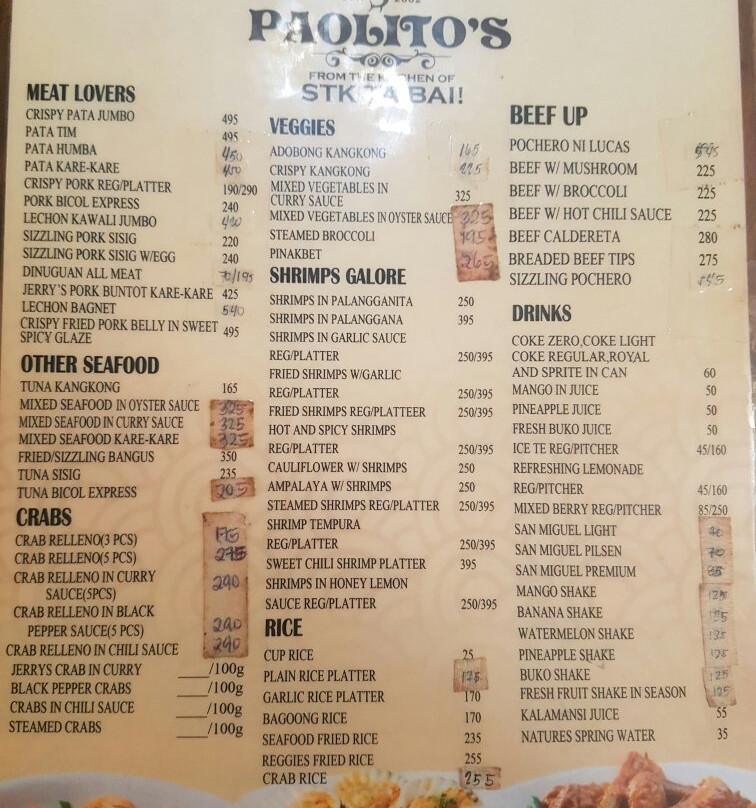 PAOLITO'S
FROM THE KITCHEN OF
BAI!
MEAT LOVERS
CRISPY PATA JUMBO 495
PATA TIM 495
PATA HUMBA 450
PATA KARE-KARE 450
CRISPY PORK REG/PLATTER 190/290
PORK BICOL EXPRESS 240
LECHON KAWALI JUMBO
SIZZLING PORK SISIG 220
SIZZLING PORK SISIG W/EGG 240
DINUGUAN ALL MEAT /195
JERRY'S PORK BUNTOT KARE-KARE 425
LECHON BAGNET 540
CRISPY FRIED PORK BELLY IN SWEET
SPICY GLAZE 495
OTHER SEAFOOD
TUNA KANGKONG 165
MIXED SEAFOOD IN OYSTER SAUCE 325
MIXED SEAFOOD IN CURRY SAUCE 325
MIXED SEAFOOD KARE-KARE 325
FRIED/SIZZLING BANGUS 350
TUNA SISIG 235
TUNA BICOL EXPRESS 205
CRABS
CRAB RELLENO(3 PCS) 175
CRAB RELLENO(5 PCS) 275
CRAB RELLENO IN CURRY
SAUCE(5PCS) 290
CRAB RELLENO IN BLACK
PEPPER SAUCE(5 PCS) 290
CRAB RELLENO IN CHILI SAUCE 290
JERRYS CRAB IN CURRY ____/100g
BLACK PEPPER CRABS ____/100g
CRABS IN CHILI SAUCE ____/100g
STEAMED CRABS ____/100g
VEGGIES
ADOBONG KANGKONG 165
CRISPY KANGKONG
MIXED VEGETABLES IN
CURRY SAUCE 325
MIXED VEGETABLES IN OYSTER SAUCE 325
STEAMED BROCCOLI 195
PINAKBET 265
SHRIMPS GALORE
SHRIMPS IN PALANGGANITA 250
SHRIMPS IN PALANGGANA 395
SHRIMPS IN GARLIC SAUCE
REG/PLATTER 250/395
FRIED SHRIMPS W/GARLIC
REG/PLATTER 250/395
FRIED SHRIMPS REG/PLATTEER 250/395
HOT AND SPICY SHRIMPS
REG/PLATTER 250/395
CAULIFLOWER W/ SHRIMPS 250
AMPALAYA W/ SHRIMPS 250
STEAMED SHRIMPS REG/PLATTER 250/395
SHRIMP TEMPURA
REG/PLATTER 250/395
SWEET CHILI SHRIMP PLATTER 395
SHRIMPS IN HONEY LEMON
SAUCE REG/PLATTER 250/395
RICE
CUP RICE 25
PLAIN RICE PLATTER 125
GARLIC RICE PLATTER 170
BAGOONG RICE 170
SEAFOOD FRIED RICE 235
REGGIES FRIED RICE 255
CRAB RICE 255
BEEF UP
POCHERO NI LUCAS
BEEF W/ MUSHROOM 225
BEEF W/ BROCCOLI 225
BEEF W/ HOT CHILI SAUCE 225
BEEF CALDERETA 280
BREADED BEEF TIPS 275
SIZZLING POCHERO
DRINKS
COKE ZERO,COKE LIGHT
COKE REGULAR,ROYAL
AND SPRITE IN CAN 60
MANGO IN JUICE 50
PINEAPPLE JUICE 50
FRESH BUKO JUICE 50
ICE TE REG/PITCHER 45/160
REFRESHING LEMONADE
REG/PITCHER 45/160
MIXED BERRY REG/PITCHER 85/250
SAN MIGUEL LIGHT
SAN MIGUEL PILSEN 70
SAN MIGUEL PREMIUM 85
MANGO SHAKE 125
BANANA SHAKE 125
WATERMELON SHAKE 125
PINEAPPLE SHAKE 125
BUKO SHAKE 125
FRESH FRUIT SHAKE IN SEASON 125
KALAMANSI JUICE 55
NATURES SPRING WATER 35